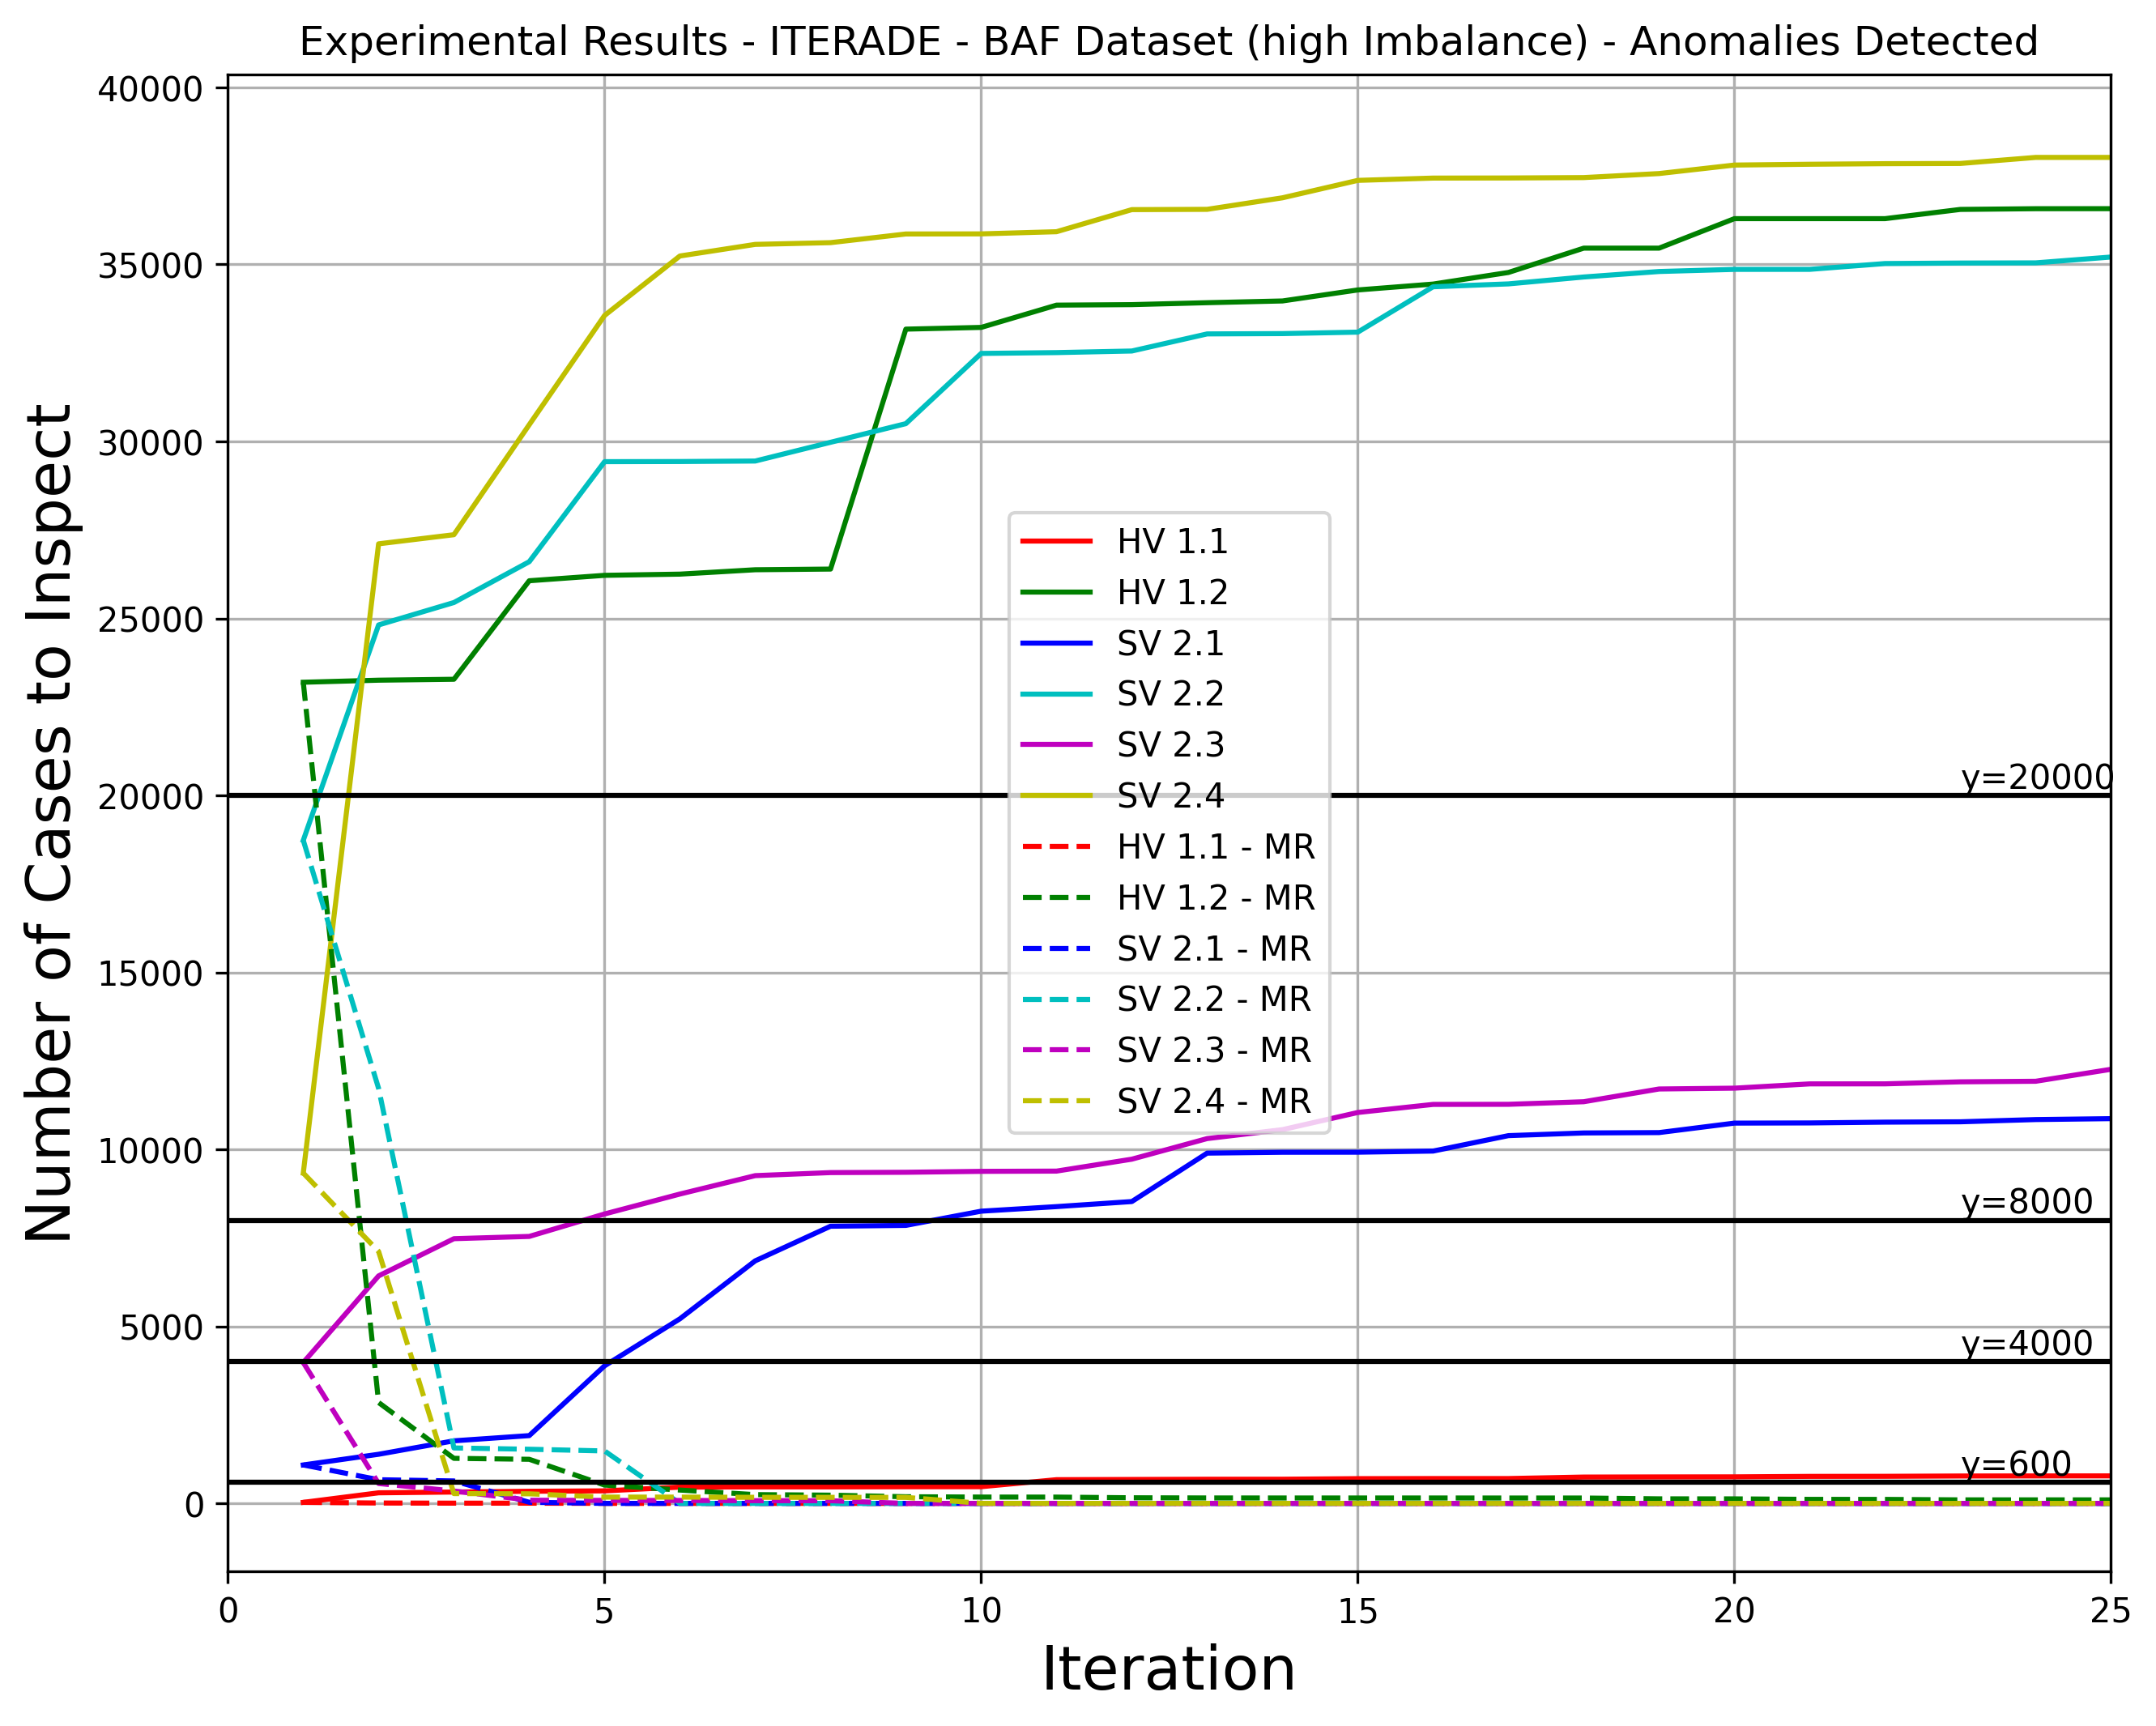 Experimental Results - ITERADE - BAF Dataset (high Imbalance) - Anomalies Detected
Number of Cases to Inspect
40000
35000
30000
25000
20000
15000
10000
5000
0
HV 1.1
HV 1.2
SV 2.1
SV 2.2
SV 2.3
SV 2.4
HV 1.1 - MR
HV 1.2 - MR
SV 2.1 - MR
SV 2.2 - MR
SV 2.3 - MR
SV 2.4 - MR
y=20000
y=8000
y=4000
y=600
0 5 10 15 20 25
Iteration